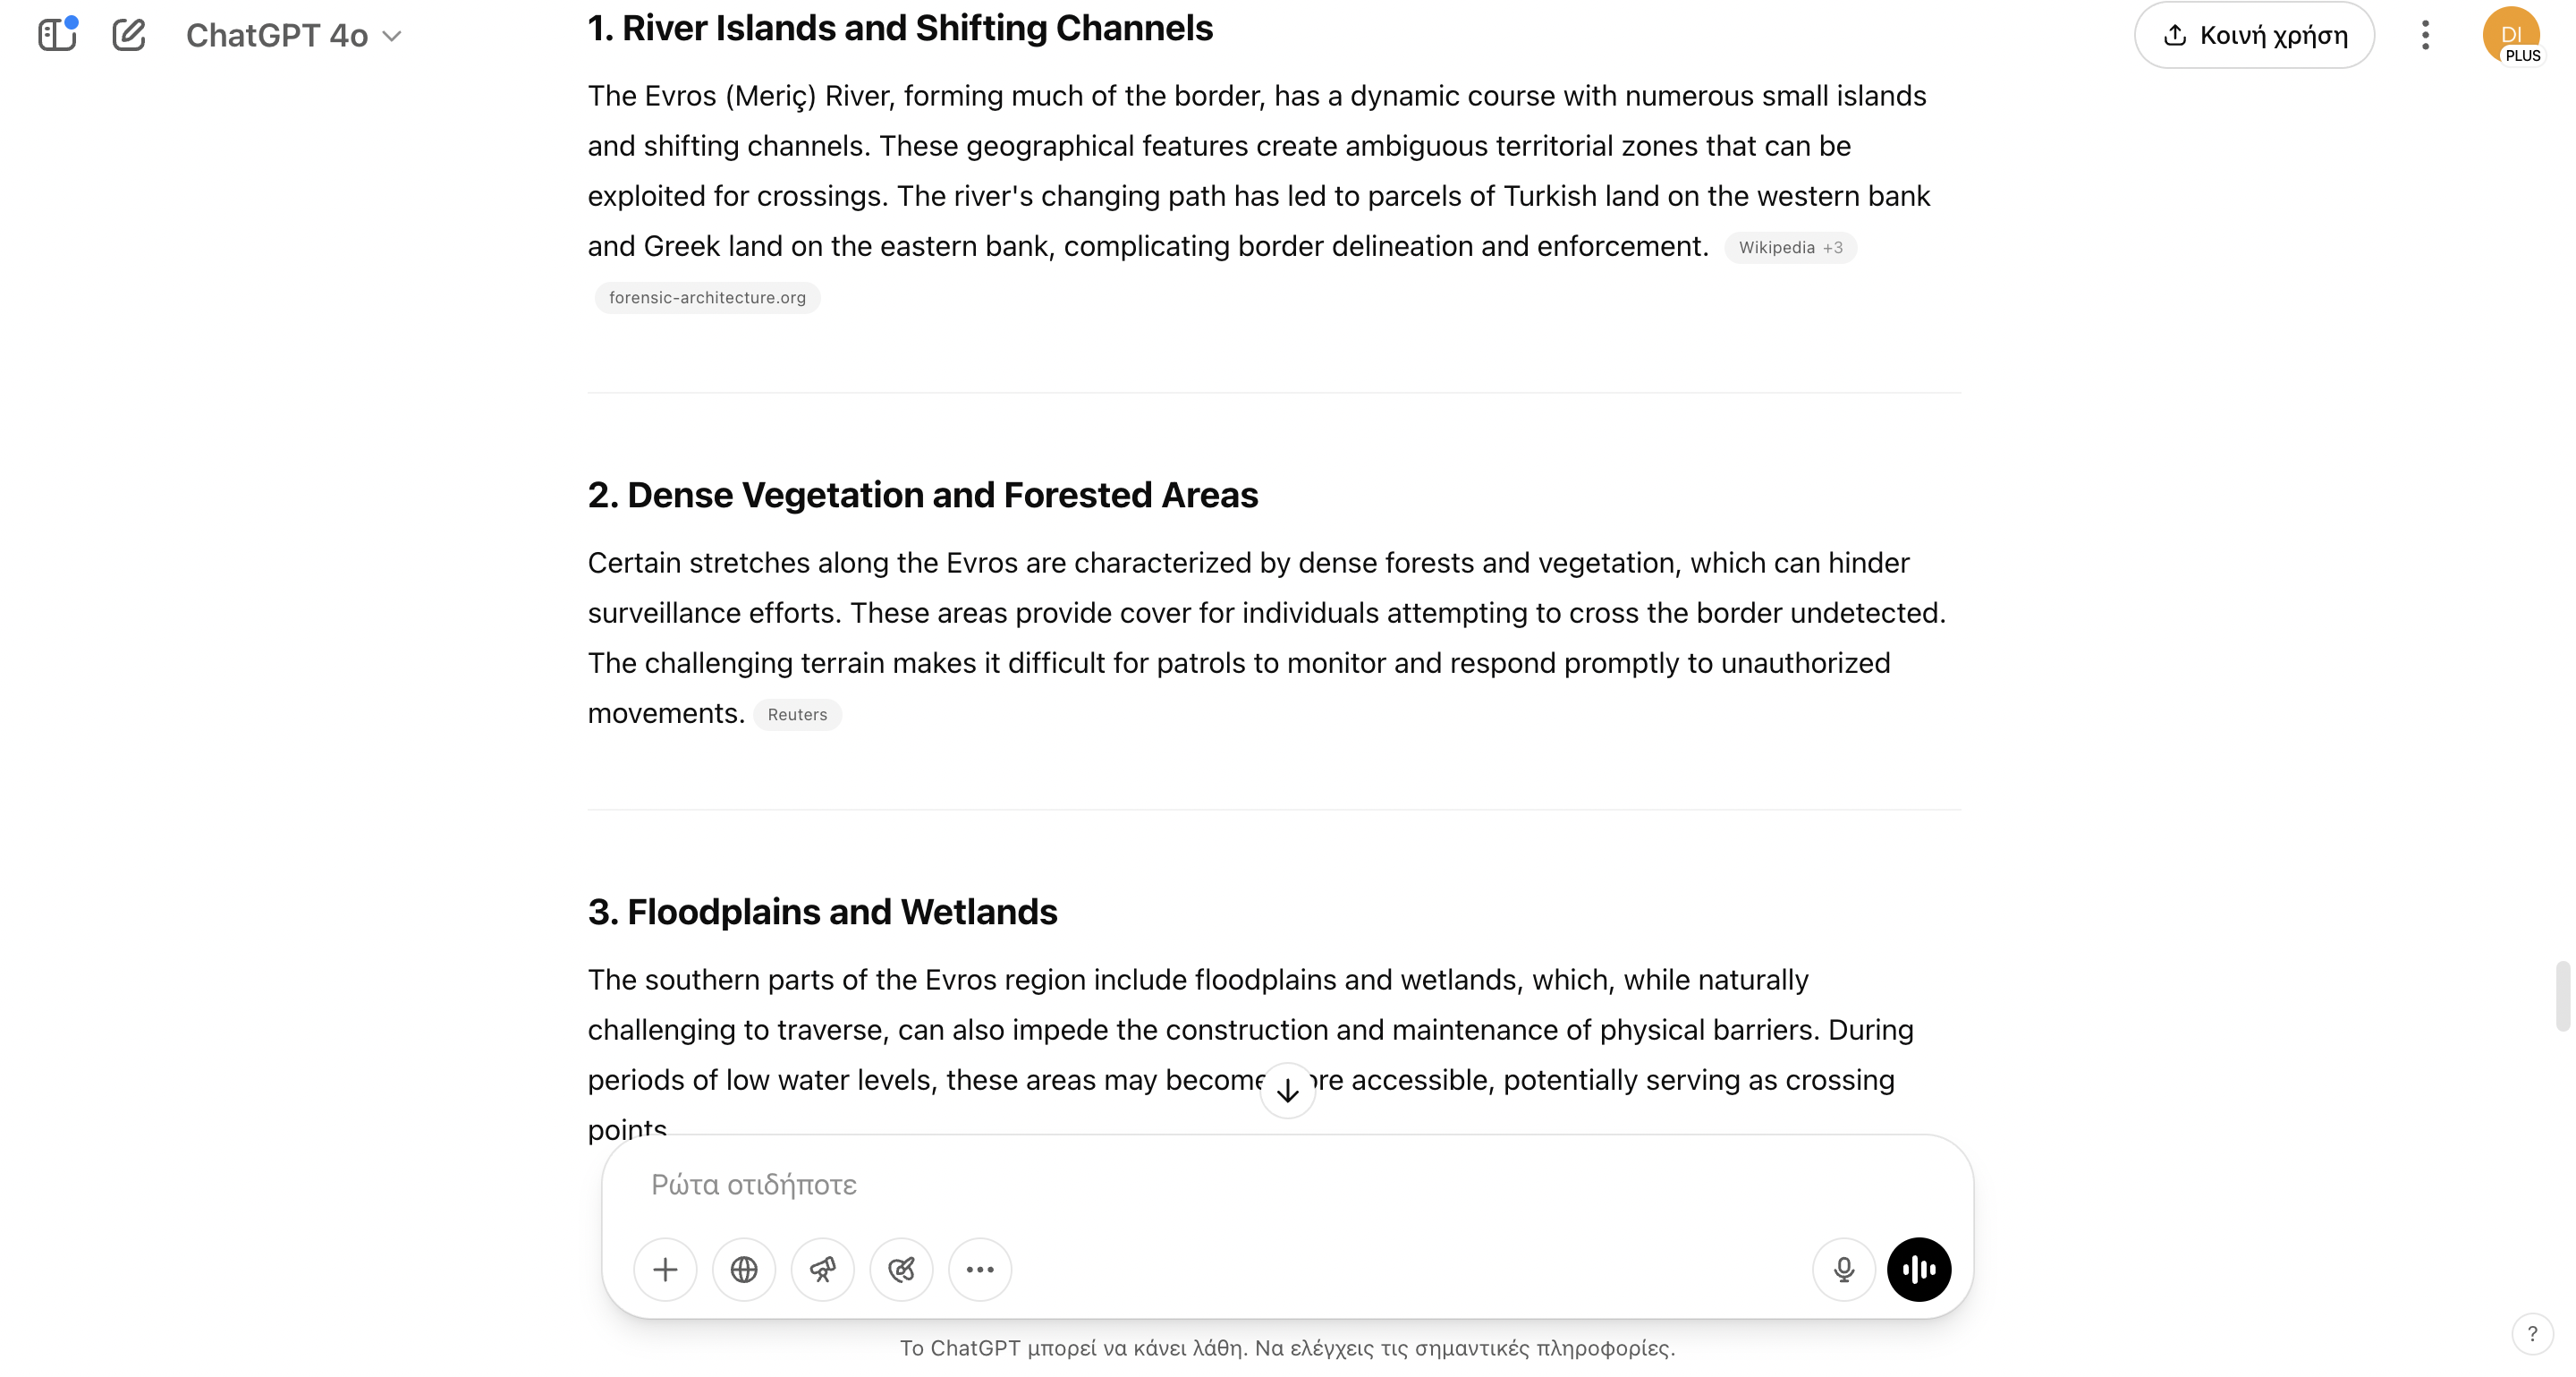 ChatGPT 4o
Κοινή χρήση
DI
PLUS
1. River Islands and Shifting Channels
The Evros (Meriç) River, forming much of the border, has a dynamic course with numerous small islands
and shifting channels. These geographical features create ambiguous territorial zones that can be
exploited for crossings. The river's changing path has led to parcels of Turkish land on the western bank
and Greek land on the eastern bank, complicating border delineation and enforcement. Wikipedia +3
forensic-architecture.org
2. Dense Vegetation and Forested Areas
Certain stretches along the Evros are characterized by dense forests and vegetation, which can hinder
surveillance efforts. These areas provide cover for individuals attempting to cross the border undetected.
The challenging terrain makes it difficult for patrols to monitor and respond promptly to unauthorized
movements. Reuters
3. Floodplains and Wetlands
The southern parts of the Evros region include floodplains and wetlands, which, while naturally
challenging to traverse, can also impede the construction and maintenance of physical barriers. During
periods of low water levels, these areas may become ore accessible, potentially serving as crossing
points
Ρώτα οτιδήποτε
Το ChatGPT μπορεί να κάνει λάθη. Να ελέγχεις τις σημαντικές πληροφορίες.
?